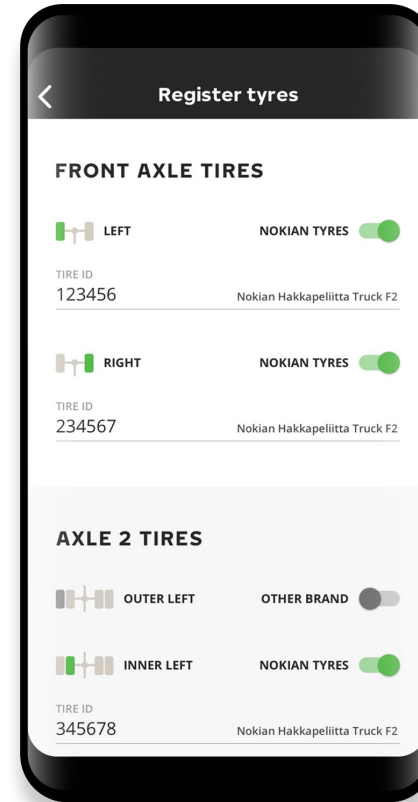 Register tyres
FRONT AXLE TIRES
LEFT NOKIAN TYRES
TIRE ID
123456 Nokian Hakkapeliitta Truck F2
RIGHT NOKIAN TYRES
TIRE ID
234567 Nokian Hakkapeliitta Truck F2
AXLE 2 TIRES
OUTER LEFT OTHER BRAND
INNER LEFT NOKIAN TYRES
TIRE ID
345678 Nokian Hakkapeliitta Truck F2